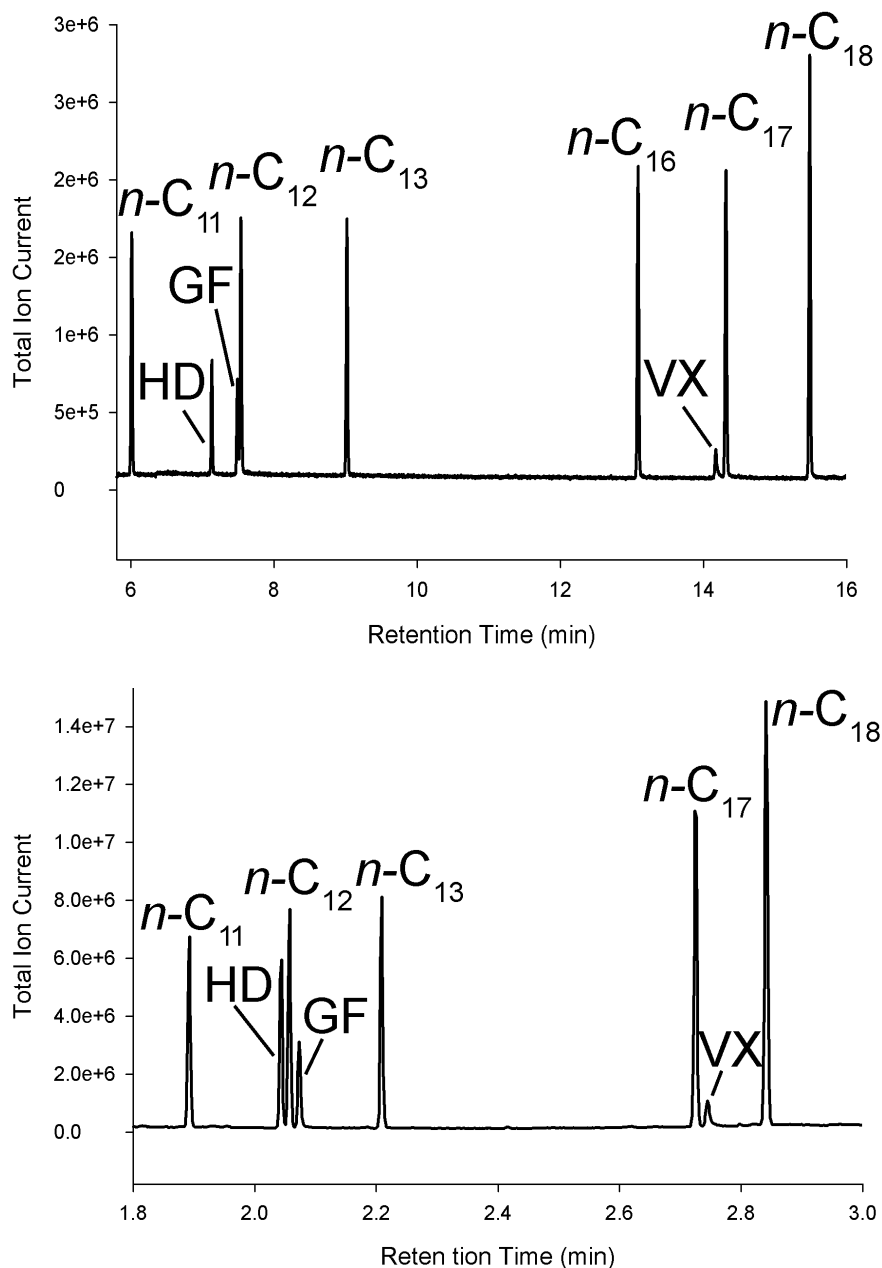 3e+6
n-C18
3e+6
n-C17
n-C16
n-C13
n-C12
2e+6
n-C11
2e+6
GF
1e+6
HD
VX
5e+5
0
Total Ion Current
6 8 10 12 14 16
Retention Time (min)
n-C18
1.4e+7
1.2e+7
n-C17
1.0e+7
n-C12 n-C13
8.0e+6
n-C11
6.0e+6
HD
GF
4.0e+6
VX
2.0e+6
0.0
Total Ion Current
1.8 2.0 2.2 2.4 2.6 2.8 3.0
Reten tion Time (min)